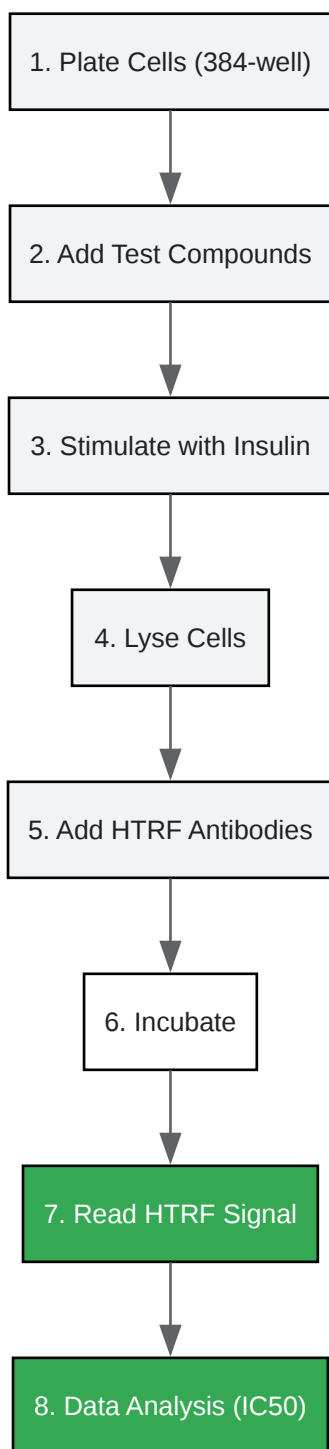 1. Plate Cells (384-well)
2. Add Test Compounds
3. Stimulate with Insulin
4. Lyse Cells
5. Add HTRF Antibodies
6. Incubate
7. Read HTRF Signal
8. Data Analysis (IC50)